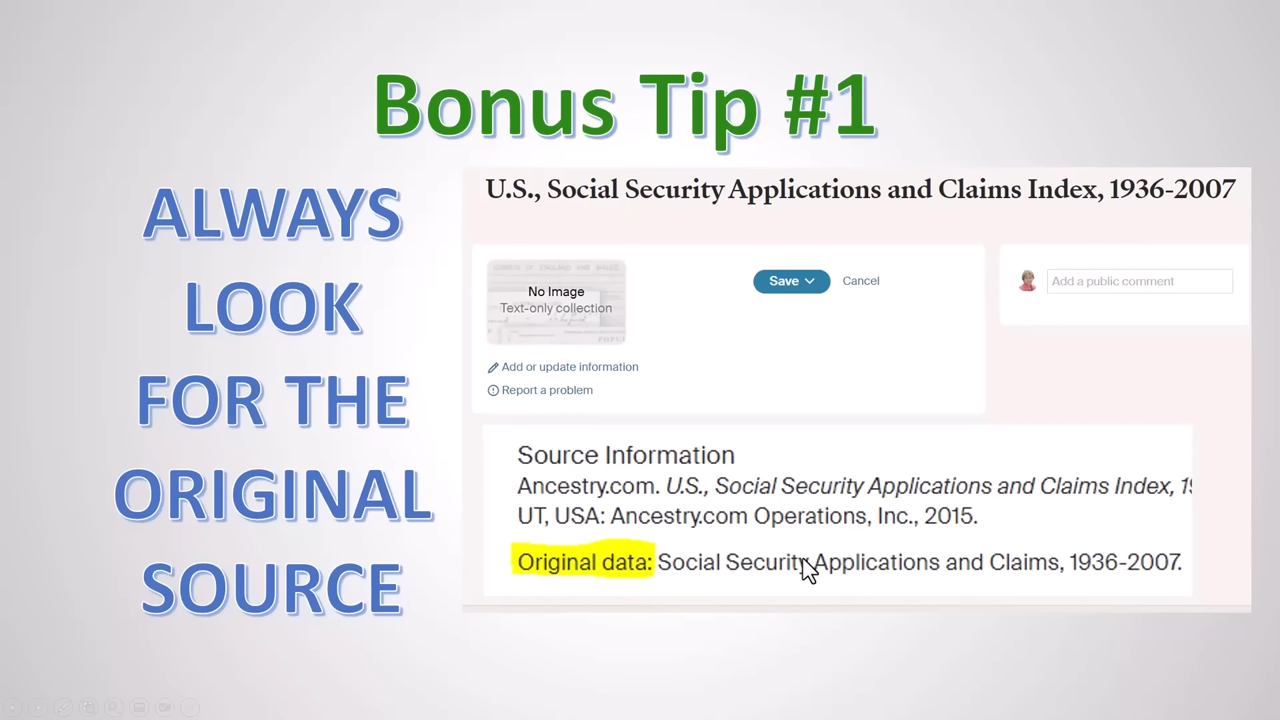 Bonus Tip #1
ALWAYS
LOOK
FOR THE
ORIGINAL
SOURCE
U.S., Social Security Applications and Claims Index, 1936-2007
No Image
Text-only collection
Save
Cancel
Add a public comment
Add or update information
Report a problem
Source Information
Ancestry.com. U.S., Social Security Applications and Claims Index, 
UT, USA: Ancestry.com Operations, Inc., 2015.
Original data: Social Security Applications and Claims, 1936-2007.